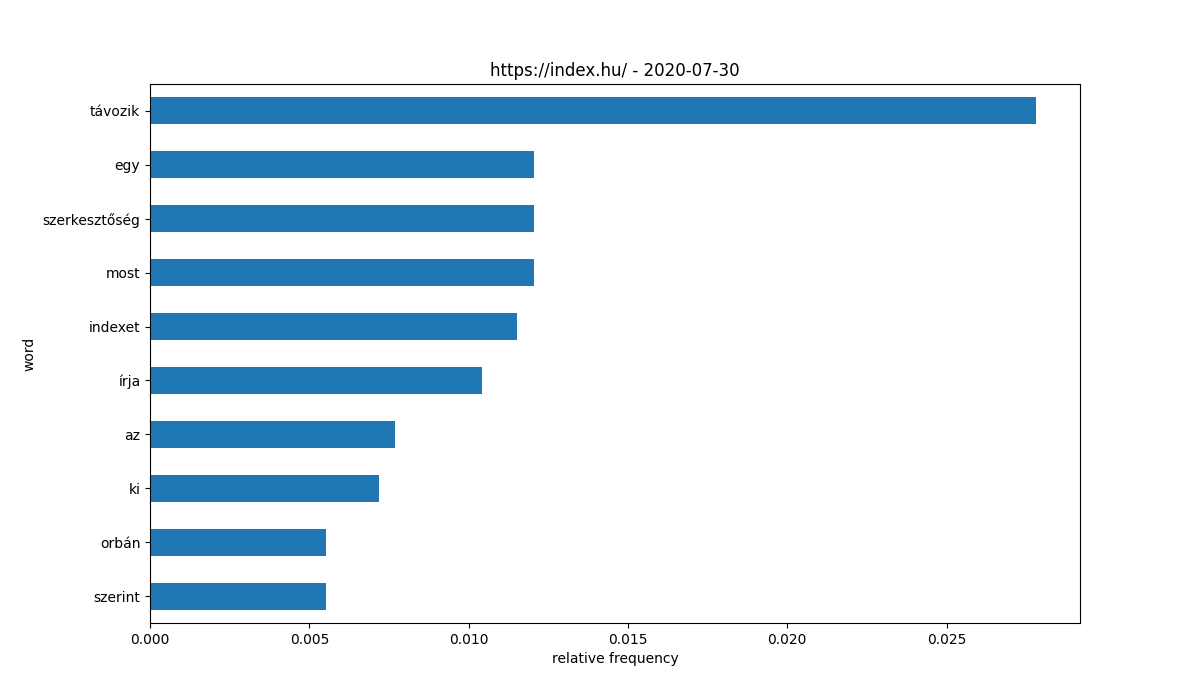 https://index.hu/ - 2020-07-30
távozik
egy
szerkesztőség
most
indexet
írja
az
ki
orbán
szerint
word
0.000 0.005 0.010 0.015 0.020 0.025
relative frequency